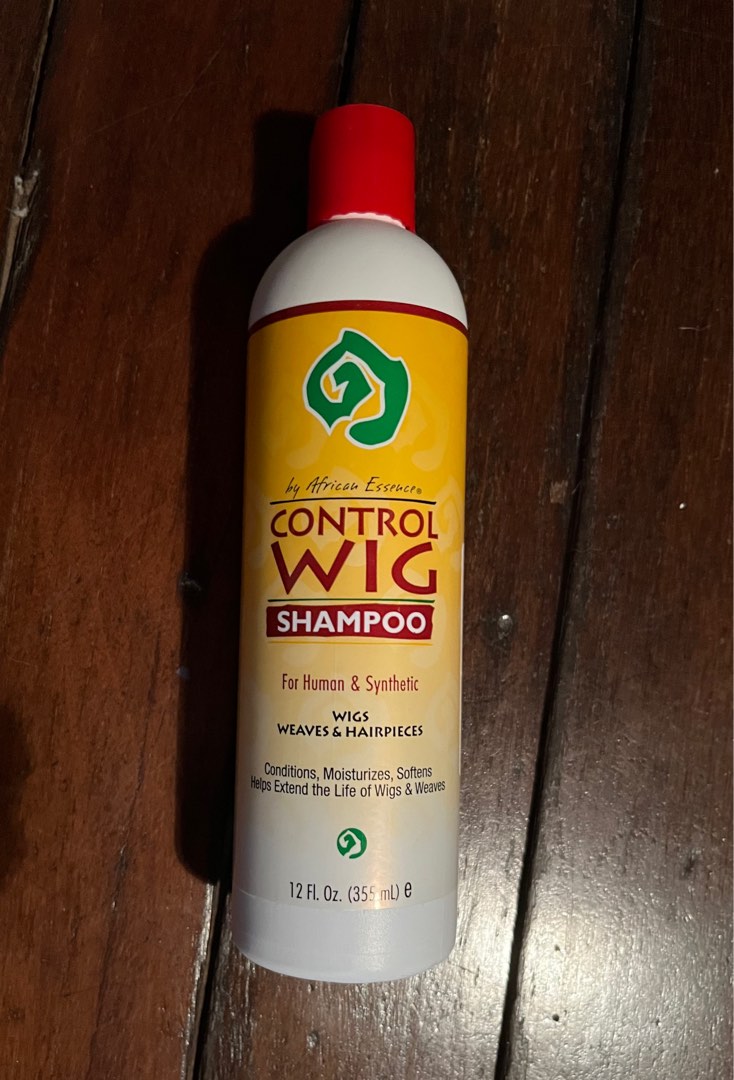 by African Essence®
CONTROL
WIG
SHAMPOO
For Human & Synthetic
WIGS
WEAVES & HAIRPIECES
Conditions, Moisturizes, Softens
Helps Extend the Life of Wigs & Weaves
12 Fl. Oz. (355 mL) e